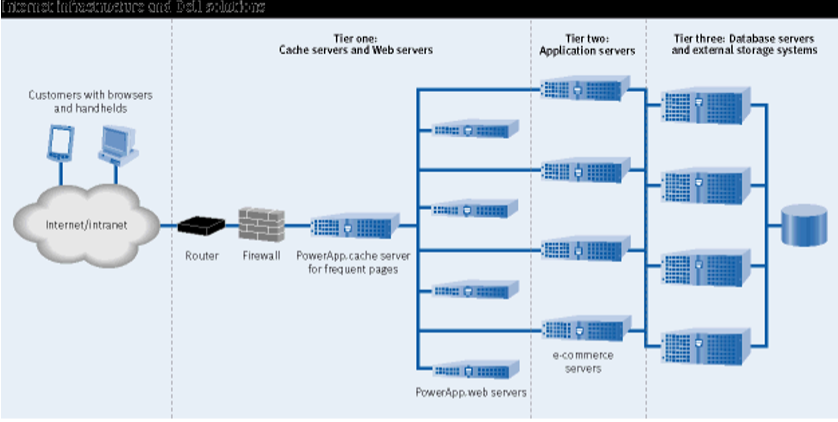 Internet infrastructure and Dell solutions
Tier one:
Cache servers and Web servers
Tier two:
Application servers
Tier three: Database servers
and external storage systems
Customers with browsers
and handhelds
Internet/intranet
Router
Firewall
PowerApp.cache server
for frequent pages
e-commerce
servers
PowerApp.web servers